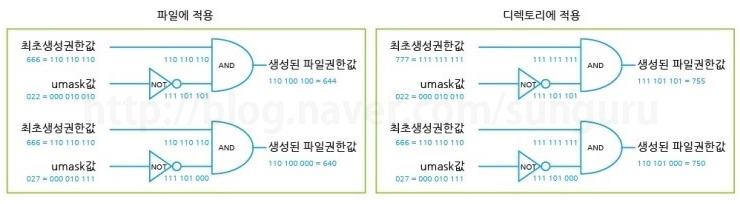 파일에 적용
최초생성권한값
666 = 110 110 110
110 110 110
AND
생성된 파일권한값
110 100 100 = 644
umask값
022 = 000 010 010
NOT
111 101 101
최초생성권한값
666 = 110 110 110
110 110 110
AND
생성된 파일권한값
110 100 000 = 640
umask값
027 = 000 010 111
NOT
111 101 000
디렉토리에 적용
최초생성권한값
777 = 111 111 111
111 111 111
AND
생성된 파일권한값
111 101 101 = 755
umask값
022 = 000 010 010
NOT
111 101 101
최초생성권한값
666 = 110 110 110
111 111 111
AND
생성된 파일권한값
110 101 000 = 750
umask값
027 = 000 010 111
NOT
111 101 000
http://blog.naver.com/sunguru